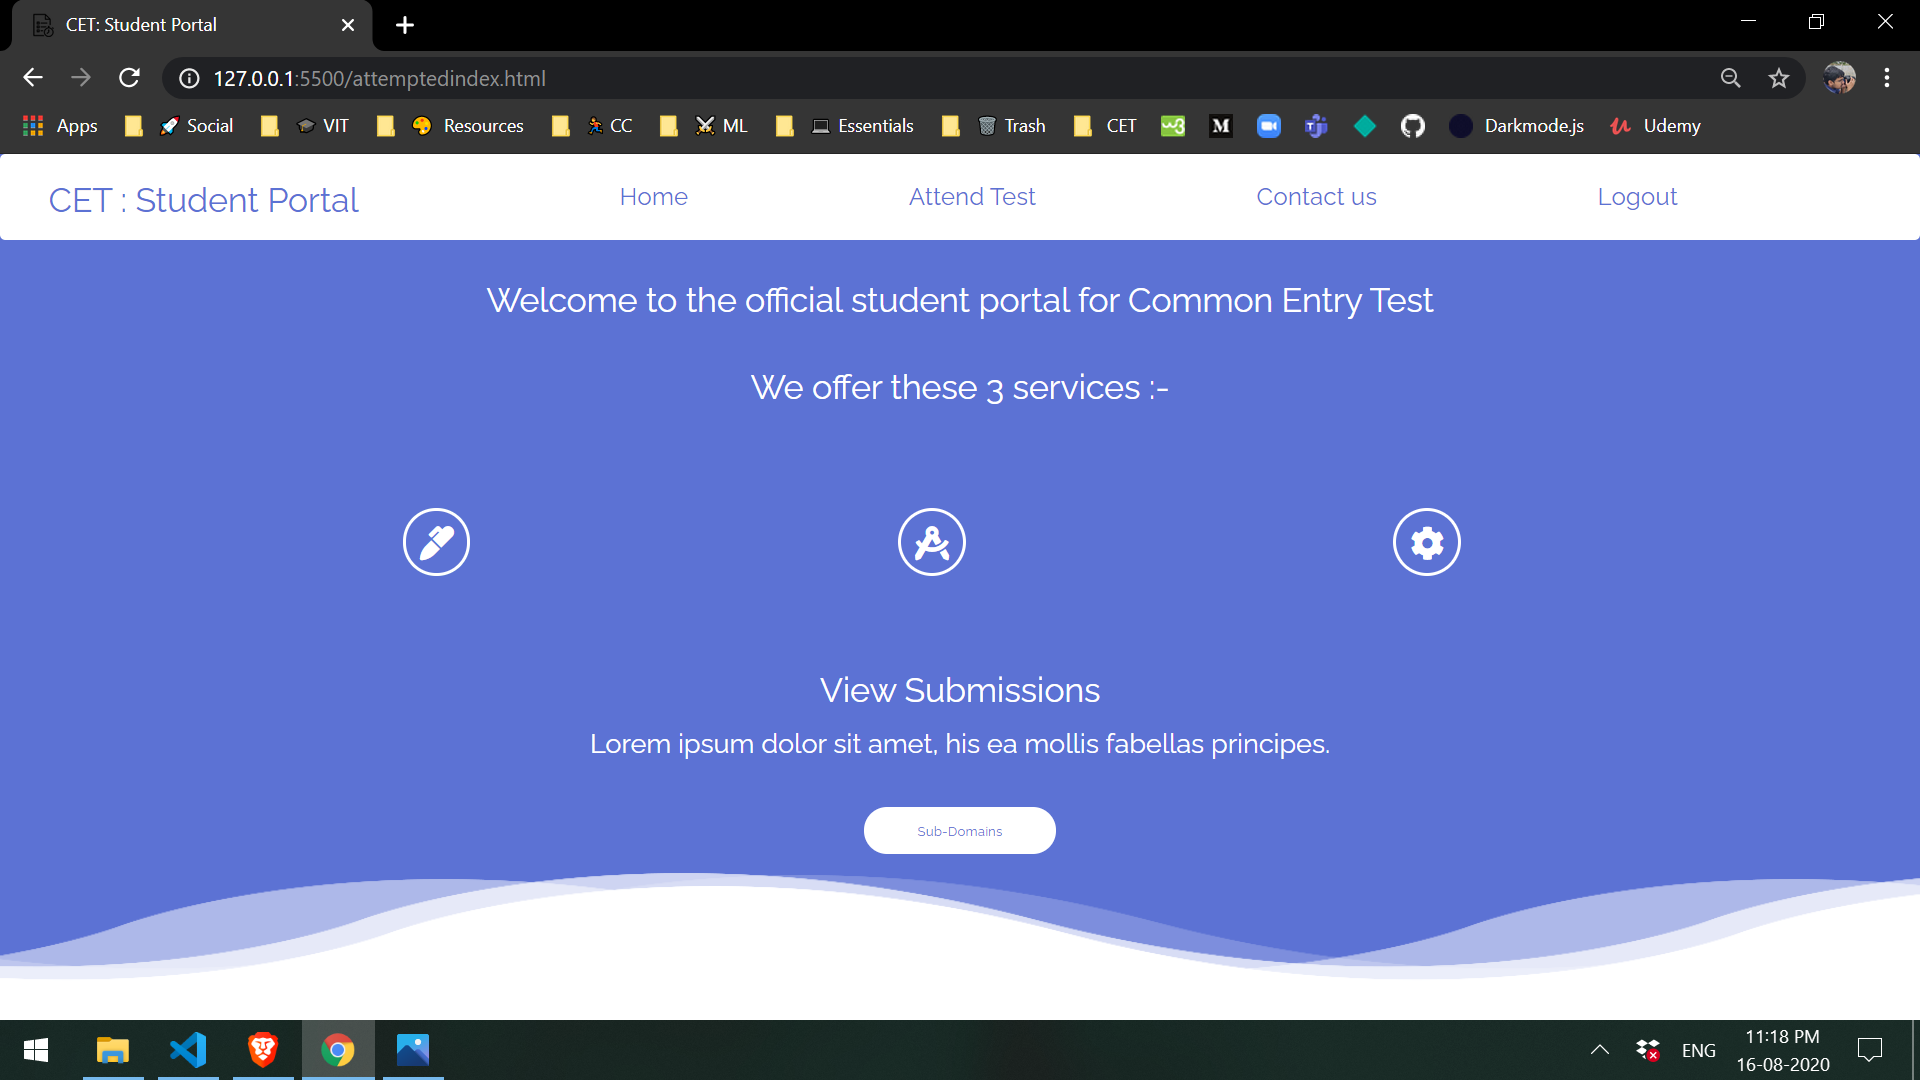 CET: Student Portal
127.0.0.1:5500/attemptedindex.html
Apps Social VIT Resources CC ML Essentials Trash CET w3 M Darkmode.js Udemy
CET : Student Portal Home Attend Test Contact us Logout
Welcome to the official student portal for Common Entry Test
We offer these 3 services :-
View Submissions
Lorem ipsum dolor sit amet, his ea mollis fabellas principes.
Sub-Domains
ENG 11:18 PM
16-08-2020